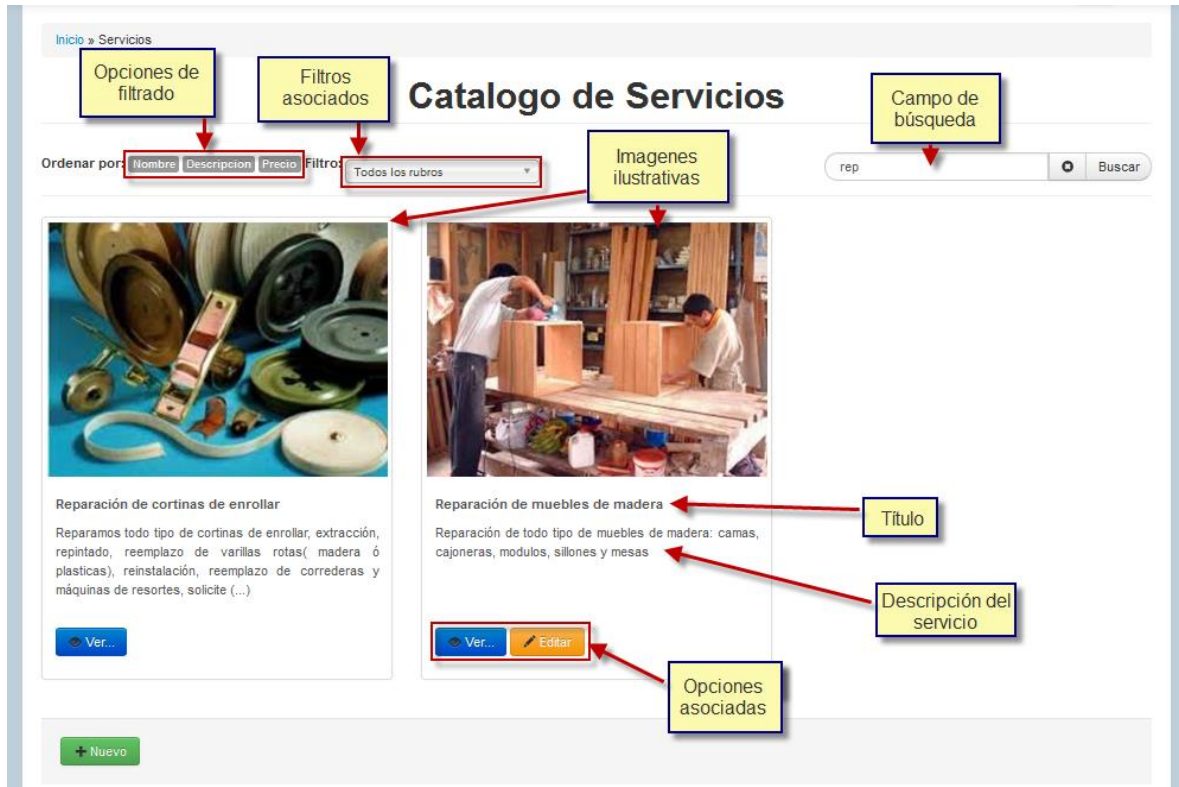 Inicio » Servicios
Opciones de
filtrado
Filtros
asociados
Catalogo de Servicios
Campo de
búsqueda
Ordenar por: Nombre Descripcion Precio Filtro: Todos los rubros
Imagenes
ilustrativas
rep Buscar
Reparación de cortinas de enrollar
Reparamos todo tipo de cortinas de enrollar, extracción,
repintado, reemplazo de varillas rotas( madera ó
plasticas), reinstalación, reemplazo de correderas y
máquinas de resortes, solicite (...)
Ver...
Reparación de muebles de madera
Reparación de todo tipo de muebles de madera: camas,
cajoneras, modulos, sillones y mesas
Ver... Editar
Título
Descripción del
servicio
Opciones
asociadas
+ Nuevo